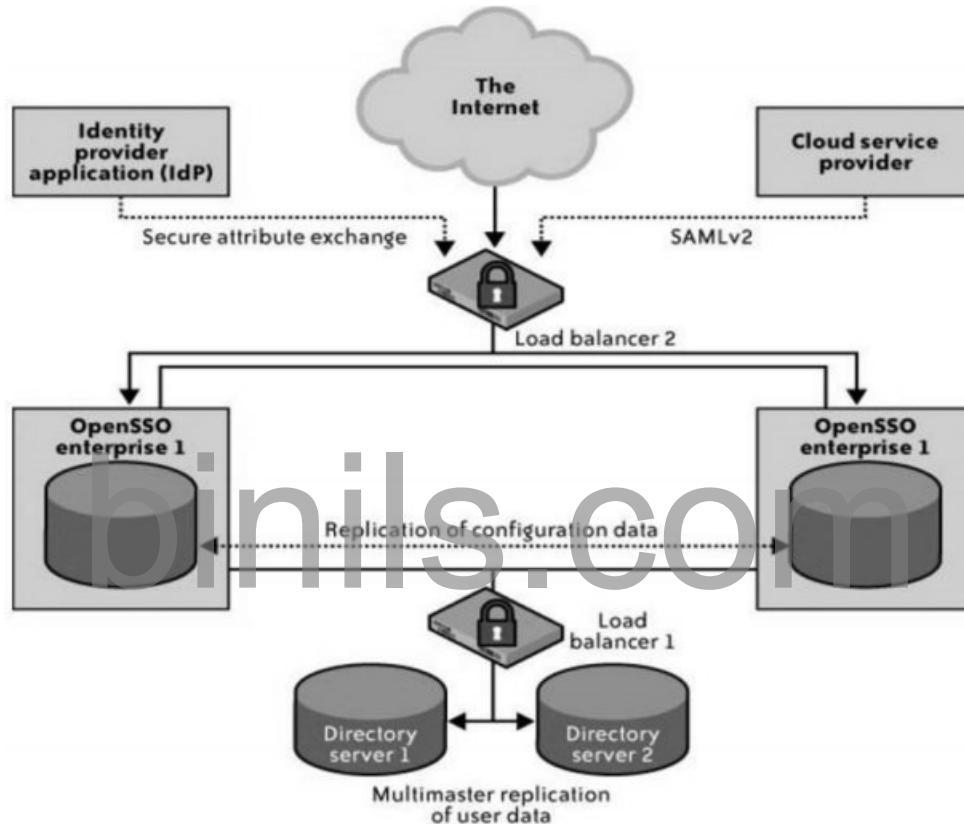 The
Internet
Identity
provider
application (IdP)
Cloud service
provider
Secure attribute exchange
SAMLv2
Load balancer 2
OpenSSO
enterprise 1
OpenSSO
enterprise 1
binils.com
Replication of configuration data
Load
balancer 1
Directory
server 1
Directory
server 2
Multimaster replication
of user data